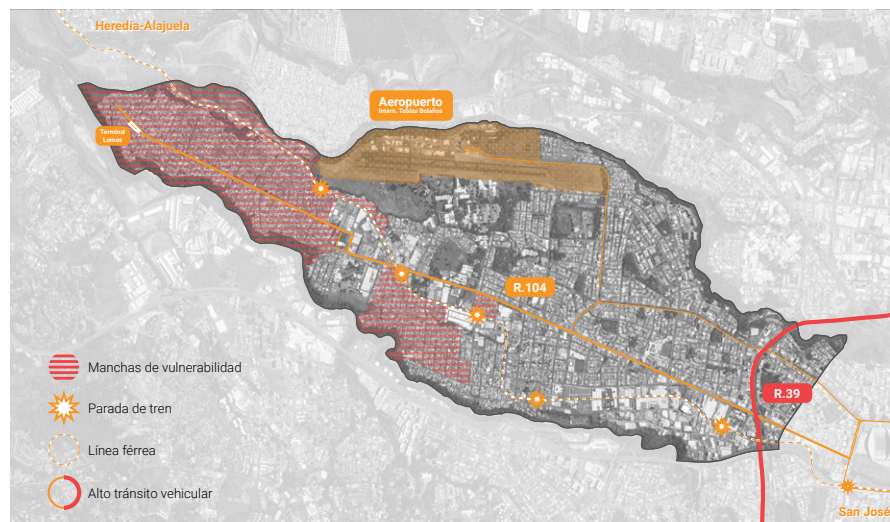 Heredia-Alajuela
Aeropuerto
Intern. Tobías Bolaños
Terminal
Lomas
R.104
R.39
Manchas de vulnerabilidad
Parada de tren
Línea férrea
Alto tránsito vehicular
San José